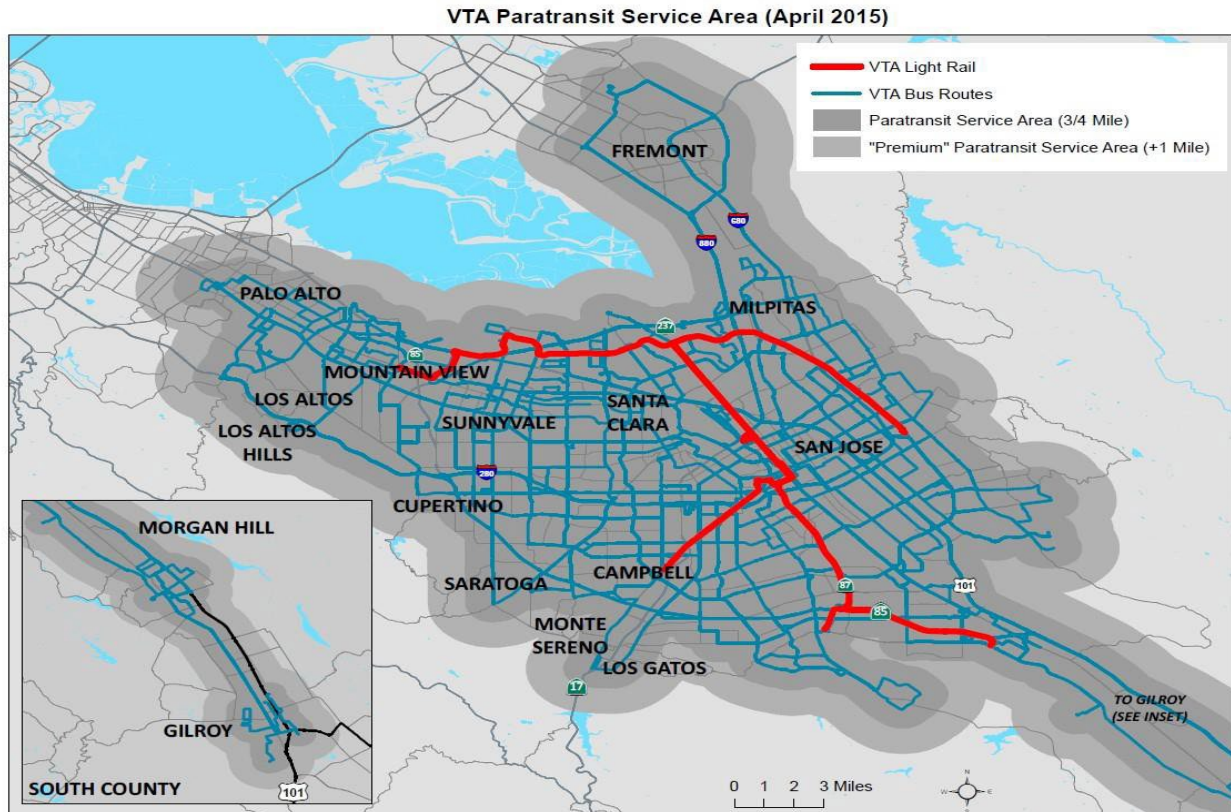 VTA Paratransit Service Area (April 2015)
VTA Light Rail
VTA Bus Routes
Paratransit Service Area (3/4 Mile)
"Premium" Paratransit Service Area (+1 Mile)
FREMONT
680
880
PALO ALTO
MILPITAS
237
85
MOUNTAIN VIEW
LOS ALTOS
SANTA
CLARA
SUNNYVALE
LOS ALTOS
HILLS
SAN JOSE
280
CUPERTINO
SARATOGA
CAMPBELL
87
101
85
MONTE
SERENO
LOS GATOS
17
TO GILROY
(SEE INSET)
MORGAN HILL
GILROY
SOUTH COUNTY
101
0 1 2 3 Miles
N
W E
S